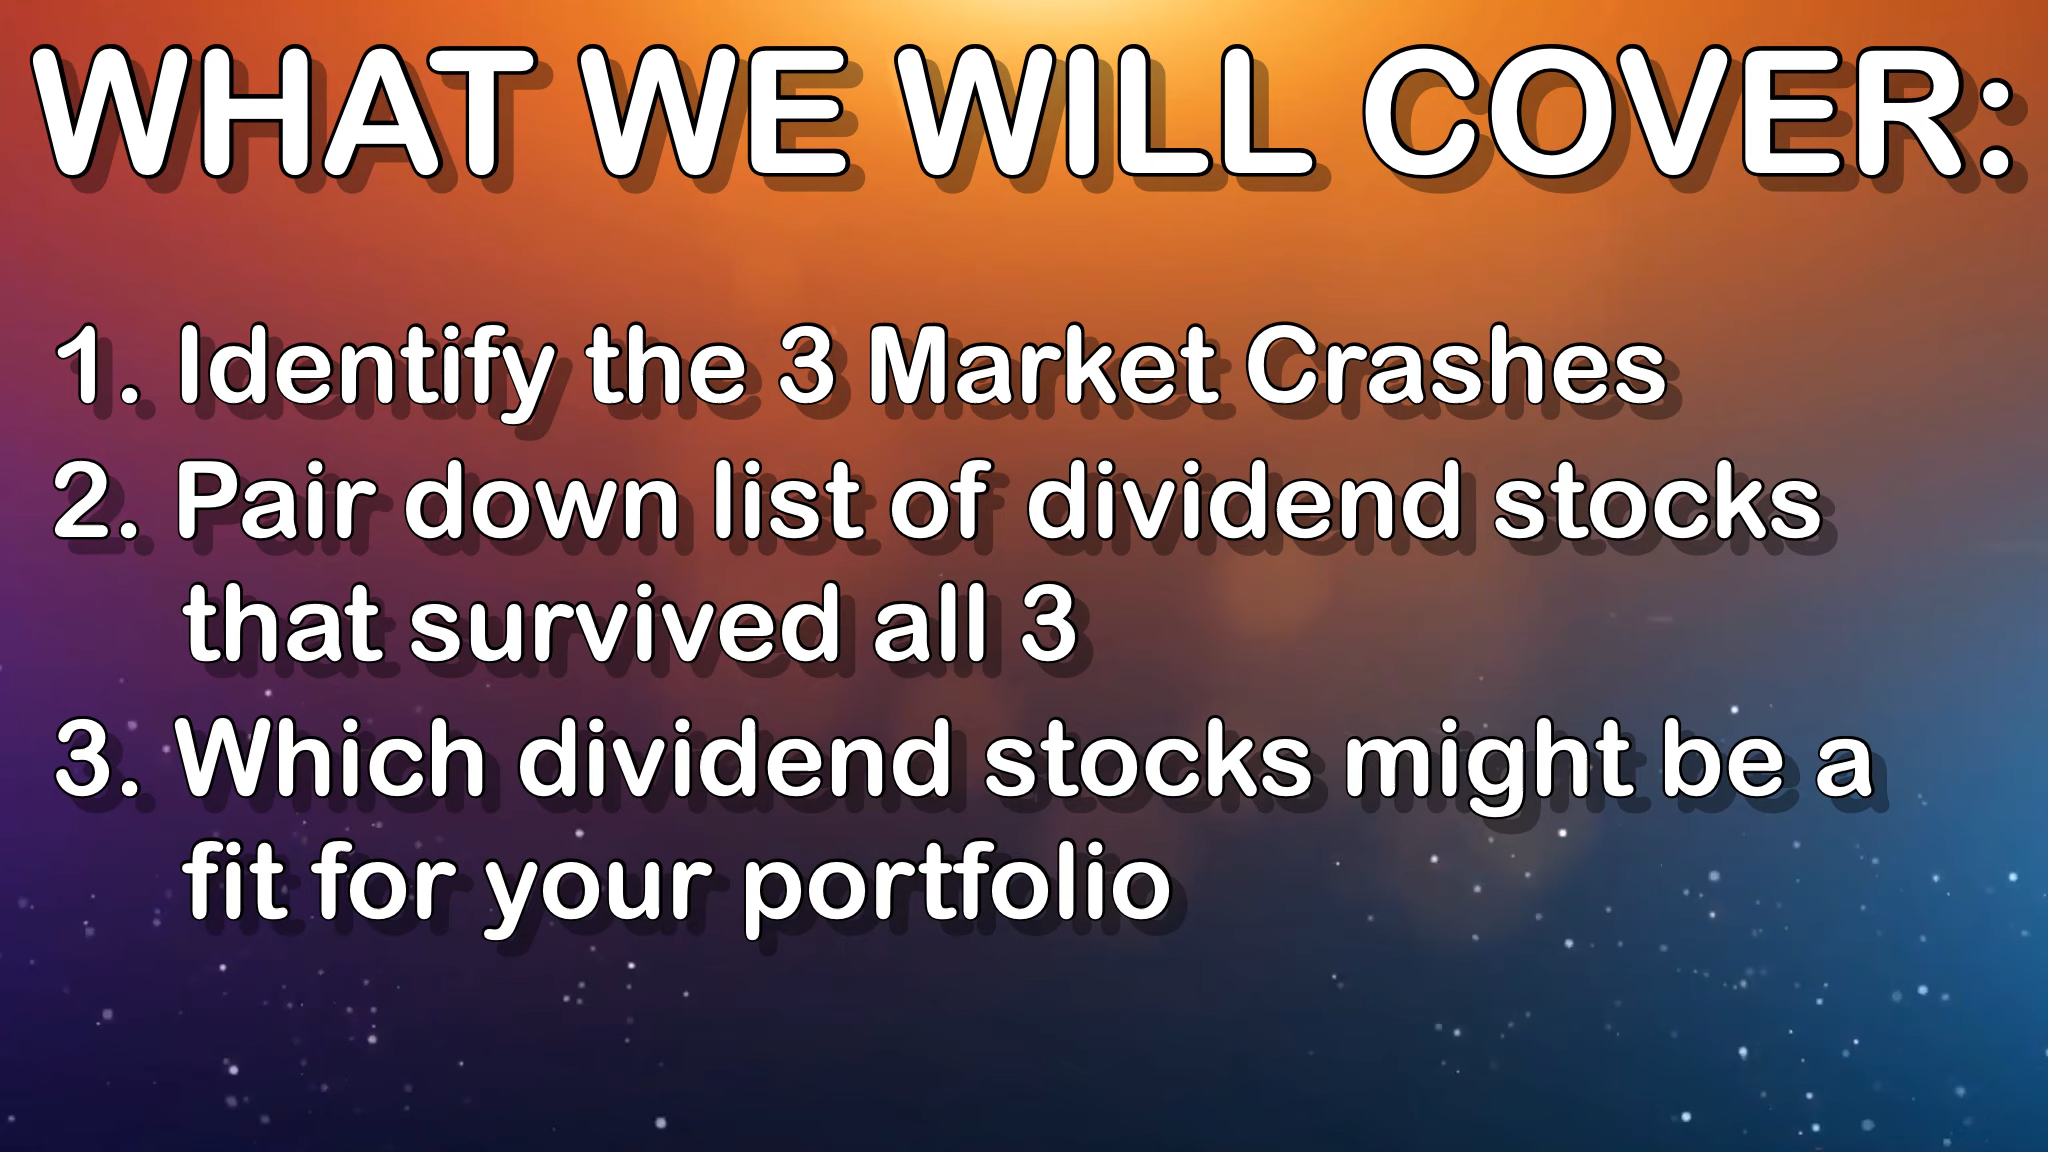 WHAT WE WILL COVER:
1. Identify the 3 Market Crashes
2. Pair down list of dividend stocks
that survived all 3
3. Which dividend stocks might be a
fit for your portfolio